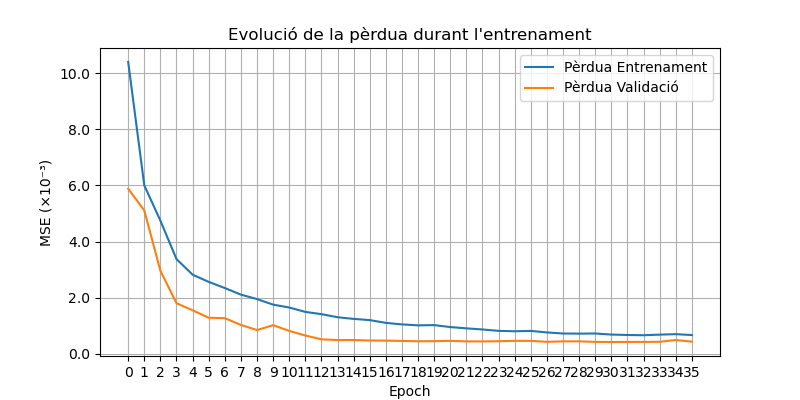 Evolució de la pèrdua durant l'entrenament
Pèrdua Entrenament
Pèrdua Validació
10.0
8.0
6.0
4.0
2.0
0.0
MSE (×10⁻³)
0 1 2 3 4 5 6 7 8 9 10 11 12 13 14 15 16 17 18 19 20 21 22 23 24 25 26 27 28 29 30 31 32 33 34 35
Epoch